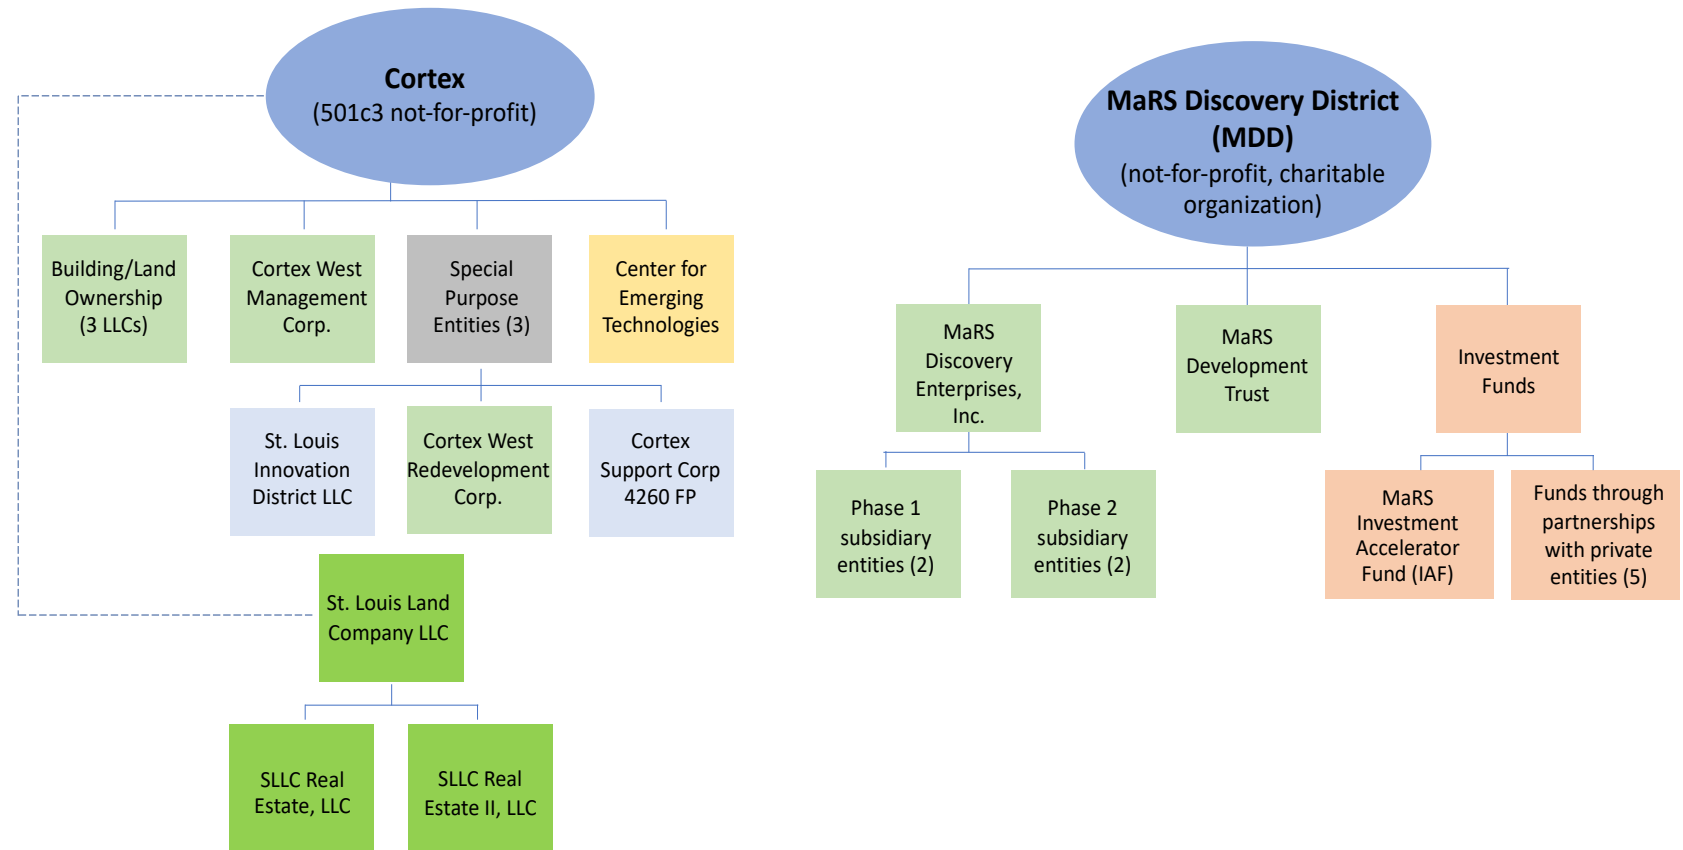 Cortex
(501c3 not-for-profit)
Building/Land
Ownership
(3 LLCs)
Cortex West
Management
Corp.
Special
Purpose
Entities (3)
Center for
Emerging
Technologies
St. Louis
Innovation
District LLC
Cortex West
Redevelopment
Corp.
Cortex
Support Corp
4260 FP
St. Louis Land
Company LLC
SLLC Real
Estate, LLC
SLLC Real
Estate II, LLC
MaRS Discovery District
(MDD)
(not-for-profit, charitable
organization)
MaRS
Discovery
Enterprises,
Inc.
MaRS
Development
Trust
Investment
Funds
Phase 1
subsidiary
entities (2)
Phase 2
subsidiary
entities (2)
MaRS
Investment
Accelerator
Fund (IAF)
Funds through
partnerships
with private
entities (5)